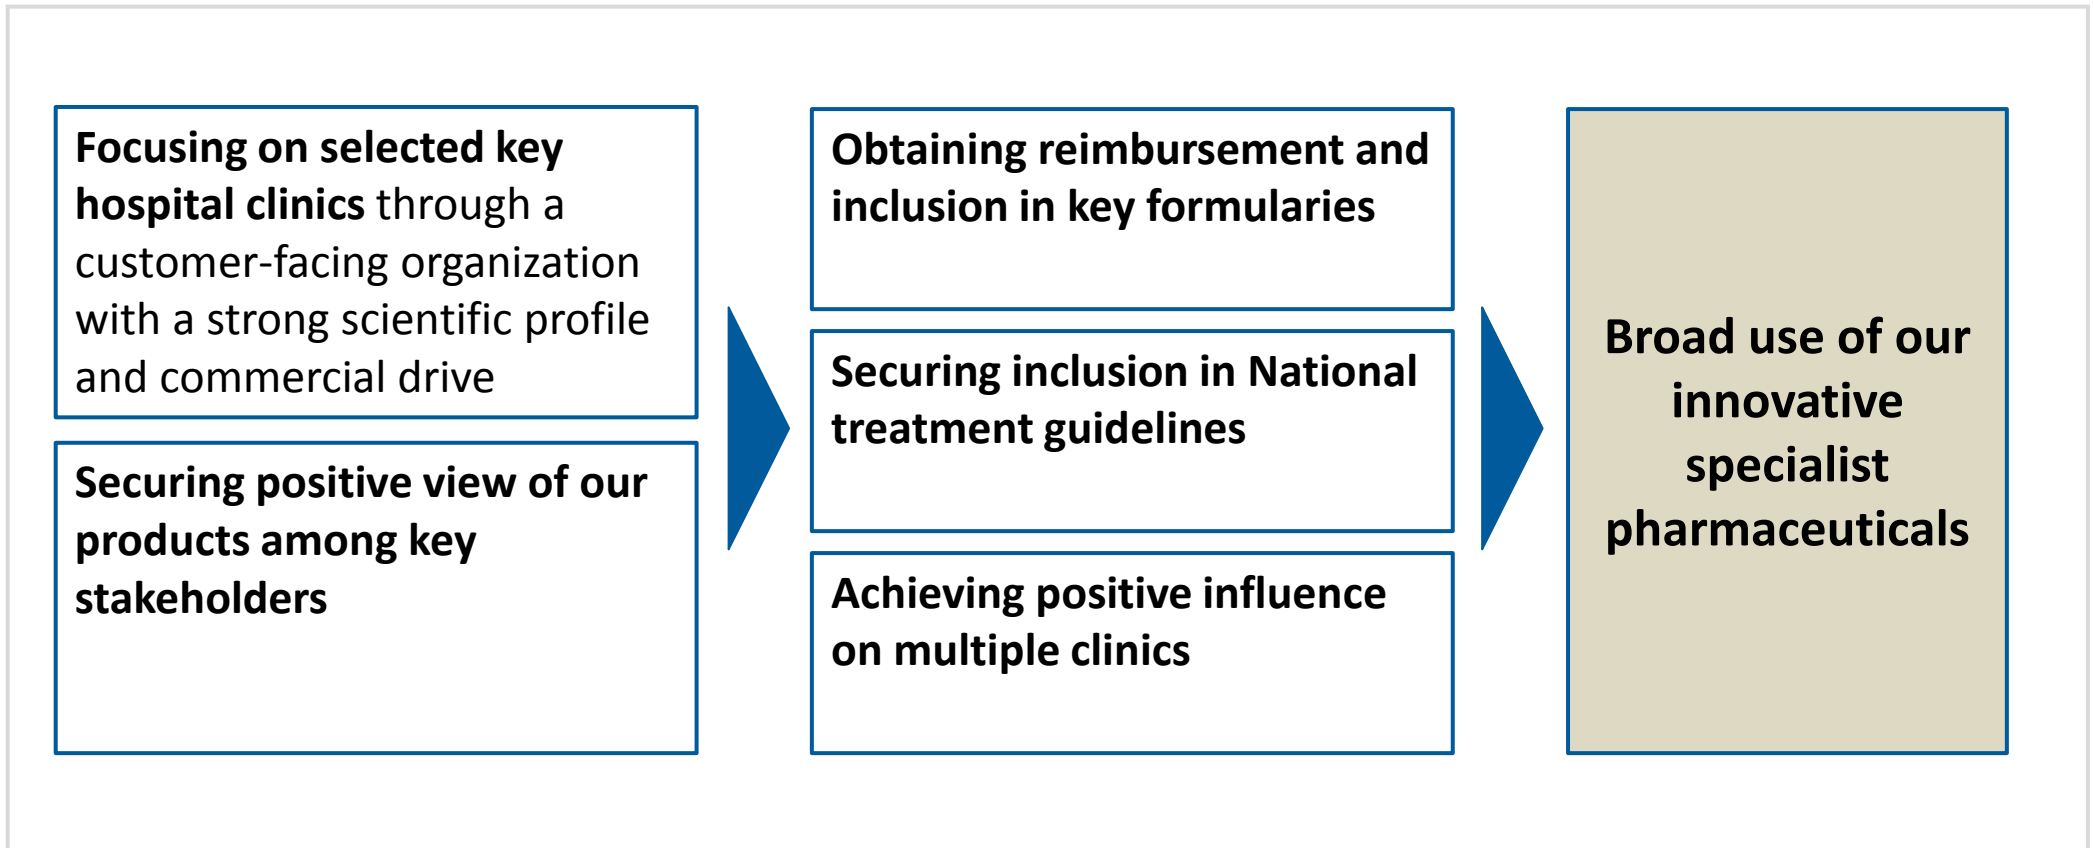 Focusing on selected key
hospital clinics through a
customer-facing organization
with a strong scientific profile
and commercial drive
Securing positive view of our
products among key
stakeholders
Obtaining reimbursement and
inclusion in key formularies
Securing inclusion in National
treatment guidelines
Achieving positive influence
on multiple clinics
Broad use of our
innovative
specialist
pharmaceuticals